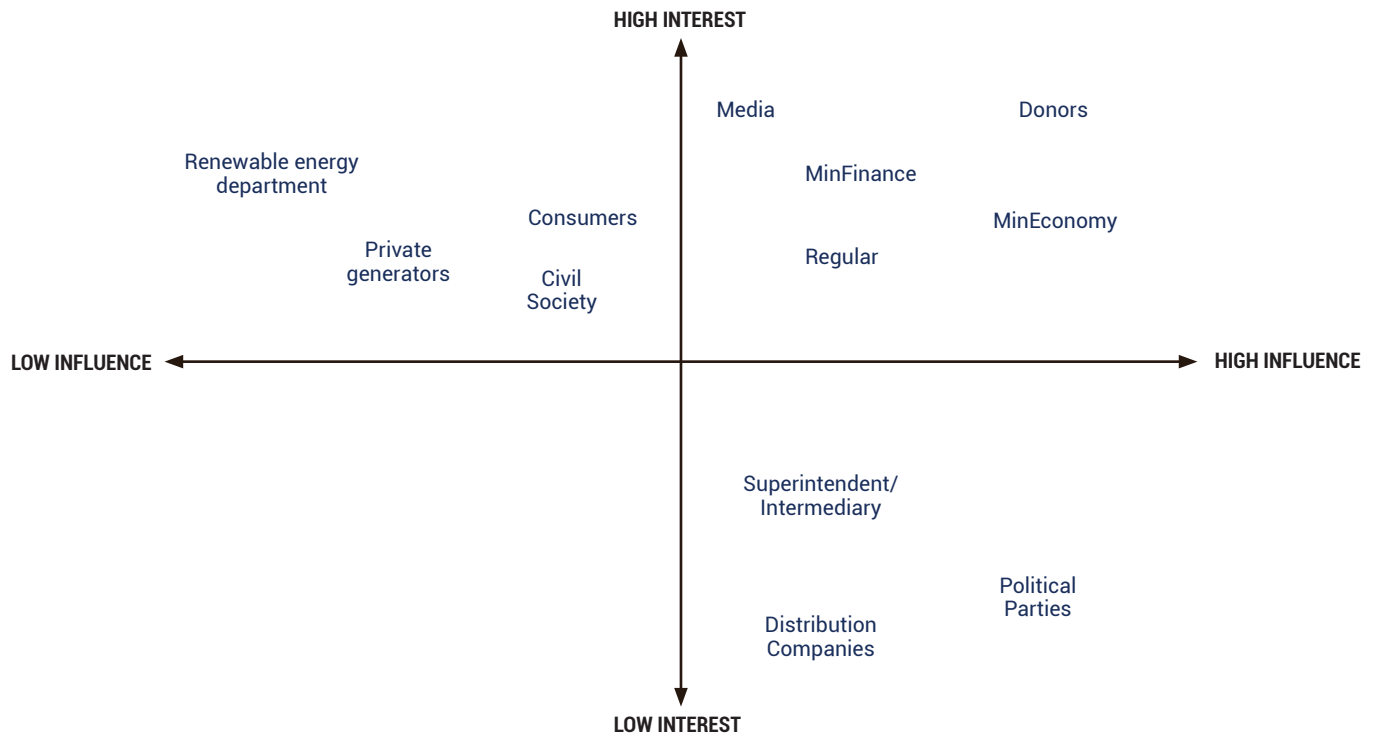 HIGH INTEREST
Media
Donors
Renewable energy
department
MinFinance
Consumers
MinEconomy
Private
generators
Regular
Civil
Society
LOW INFLUENCE
HIGH INFLUENCE
Superintendent/
Intermediary
Political
Parties
Distribution
Companies
LOW INTEREST